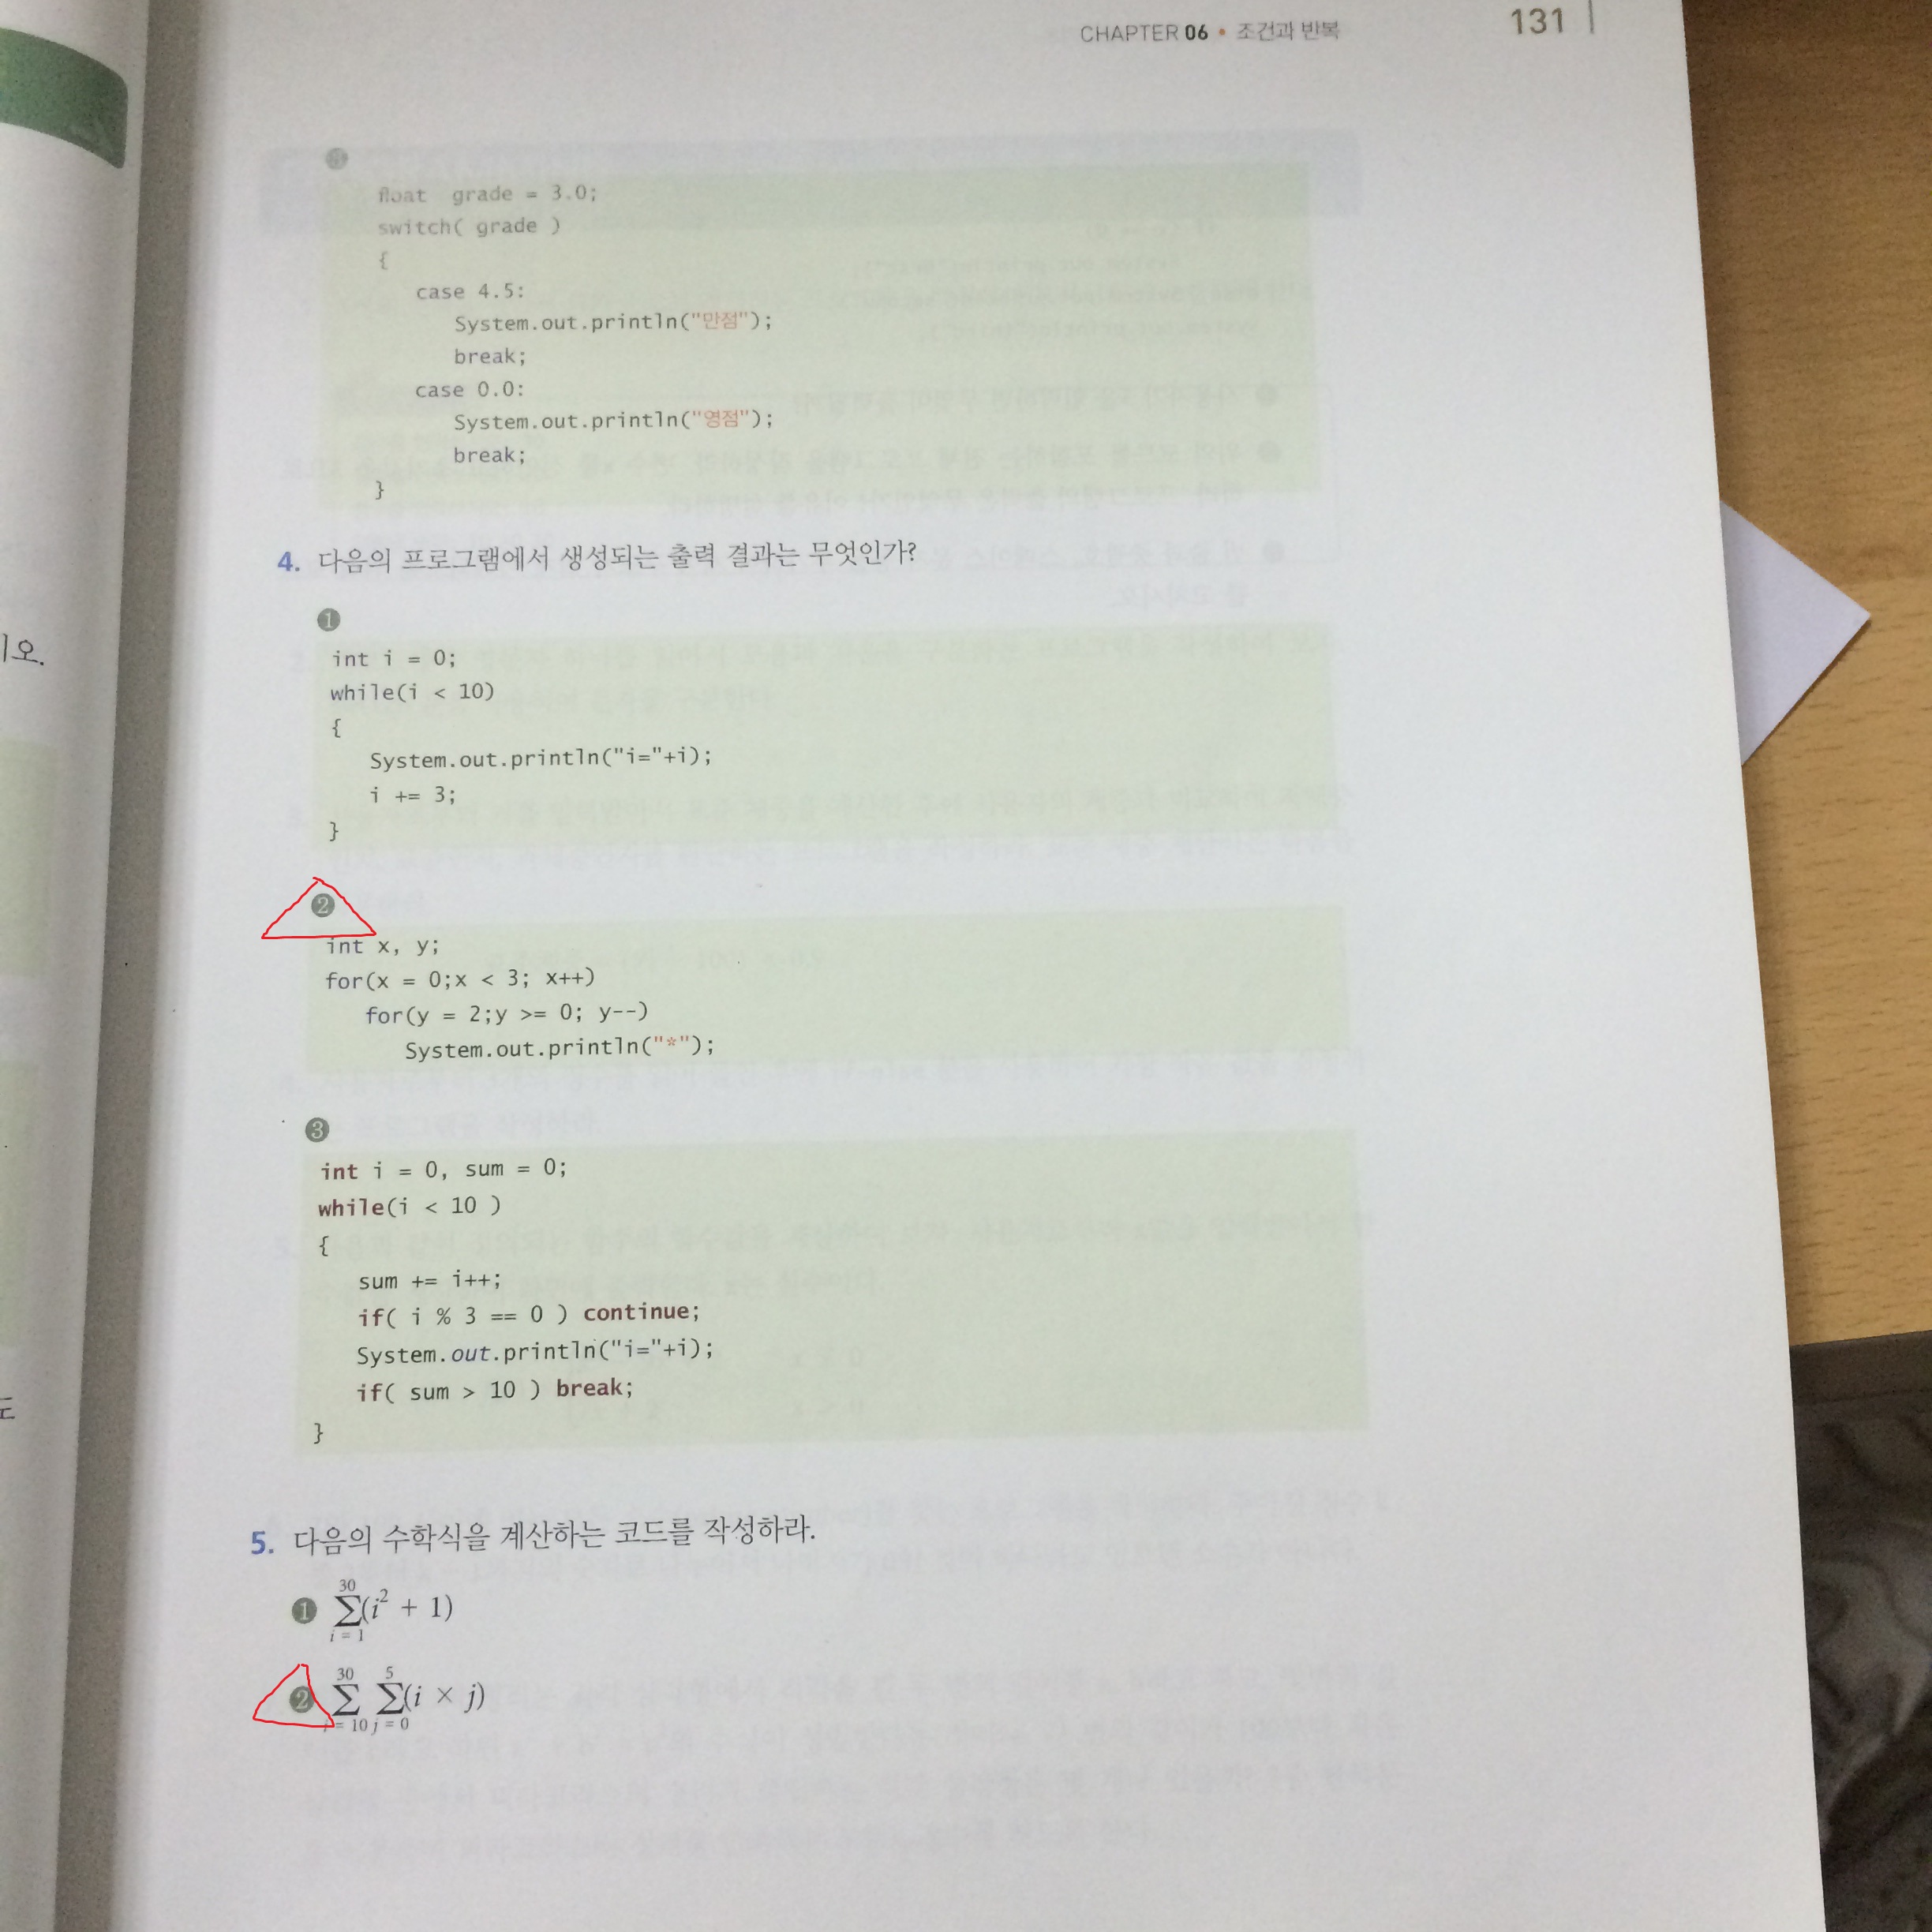 CHAPTER 06 • 조건과 반복 131
❸
float grade = 3.0;
switch( grade )
{
case 4.5:
System.out.println("만점");
break;
case 0.0:
System.out.println("영점");
break;
}
4. 다음의 프로그램에서 생성되는 출력 결과는 무엇인가?
❶
int i = 0;
while(i < 10)
{
System.out.println("i="+i);
i += 3;
}
❷
int x, y;
for(x = 0;x < 3; x++)
for(y = 2;y >= 0; y--)
System.out.println("*");
❸
int i = 0, sum = 0;
while(i < 10 )
{
sum += i++;
if( i % 3 == 0 ) continue;
System.out.println("i="+i);
if( sum > 10 ) break;
}
5. 다음의 수학식을 계산하는 코드를 작성하라.
30
❶ ∑(i² + 1)
i = 1
30 5
❷ ∑ ∑(i × j)
i = 10 j = 0